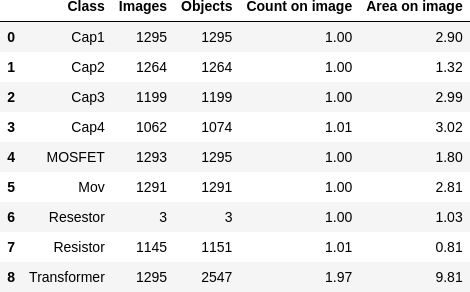 Class Images Objects Count on image Area on image
0 Cap1 1295 1295 1.00 2.90
1 Cap2 1264 1264 1.00 1.32
2 Cap3 1199 1199 1.00 2.99
3 Cap4 1062 1074 1.01 3.02
4 MOSFET 1293 1295 1.00 1.80
5 Mov 1291 1291 1.00 2.81
6 Resestor 3 3 1.00 1.03
7 Resistor 1145 1151 1.01 0.81
8 Transformer 1295 2547 1.97 9.81